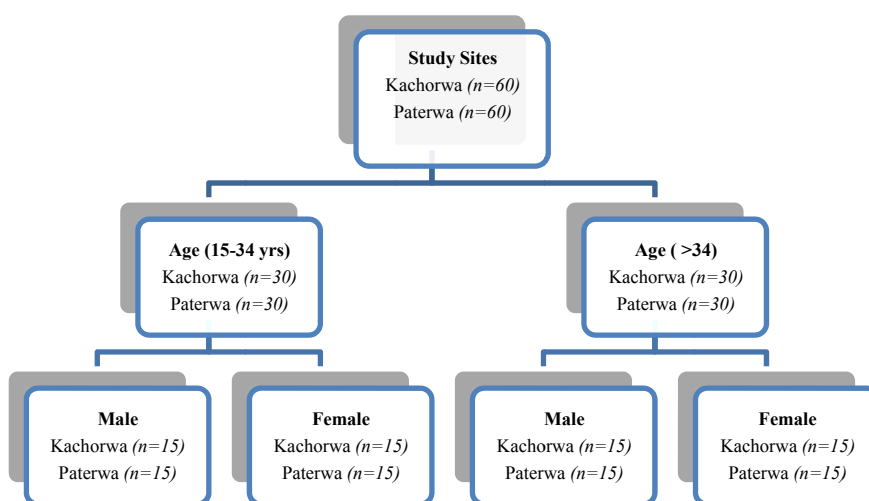 Study Sites
Kachorwa (n=60)
Paterwa (n=60)
Age (15-34 yrs)
Kachorwa (n=30)
Paterwa (n=30)
Age ( >34)
Kachorwa (n=30)
Paterwa (n=30)
Male
Kachorwa (n=15)
Paterwa (n=15)
Female
Kachorwa (n=15)
Paterwa (n=15)
Male
Kachorwa (n=15)
Paterwa (n=15)
Female
Kachorwa (n=15)
Paterwa (n=15)